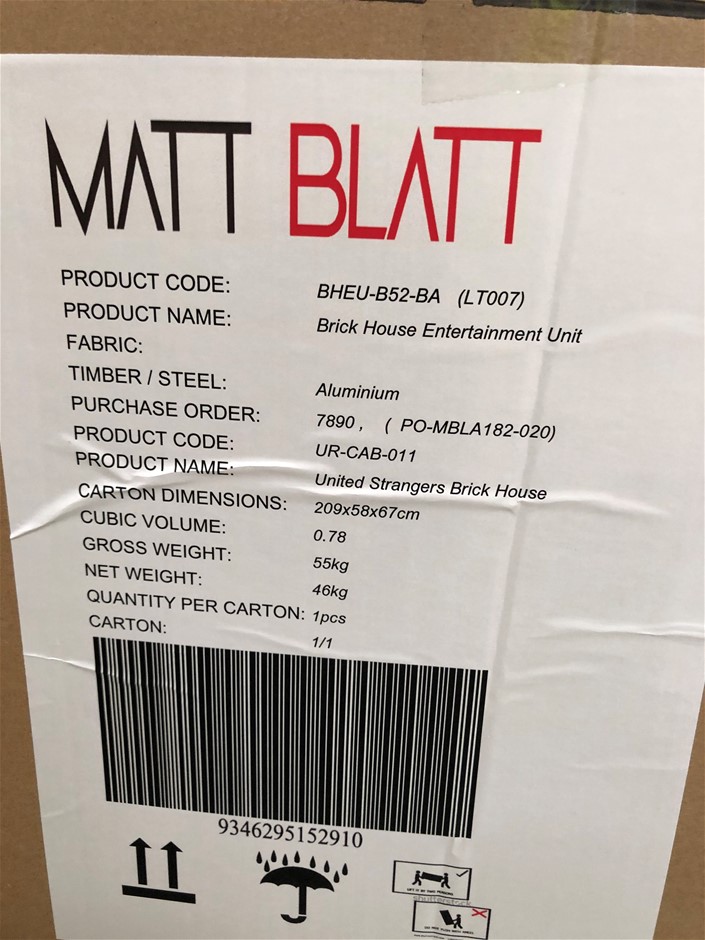 MATT BLATT
PRODUCT CODE: BHEU-B52-BA (LT007)
PRODUCT NAME: Brick House Entertainment Unit
FABRIC:
TIMBER / STEEL: Aluminium
PURCHASE ORDER: 7890 , ( PO-MBLA182-020)
PRODUCT CODE: UR-CAB-011
PRODUCT NAME: United Strangers Brick House
CARTON DIMENSIONS: 209x58x67cm
CUBIC VOLUME: 0.78
GROSS WEIGHT: 55kg
NET WEIGHT: 46kg
QUANTITY PER CARTON: 1pcs
CARTON: 1/1
9346295152910
shutterstock